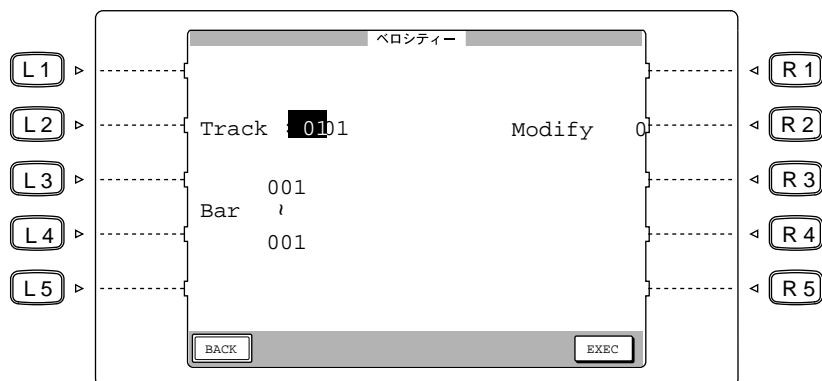 ベロシティー
L1
R1
L2
Track : 0101
Modify 0
R2
L3
001
R3
Bar ~
L4
001
R4
L5
R5
BACK
EXEC